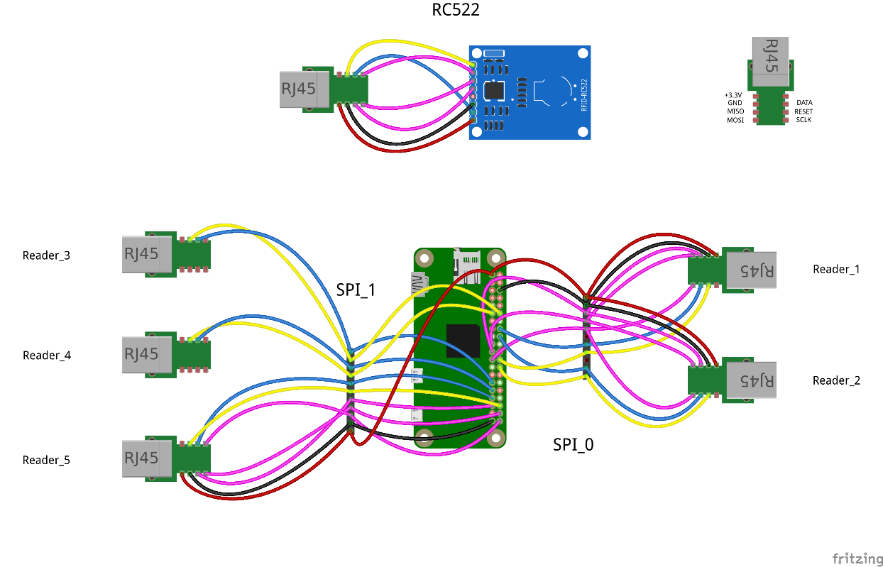 RC522
RJ45
RFID-RC522
RJ45
+3.3V
GND
MISO
MOSI
DATA
RESET
SCLK
Reader_3
RJ45
SPI_1
RJ45
Reader_1
Reader_4
RJ45
RJ45
Reader_2
Reader_5
RJ45
SPI_0
fritzing